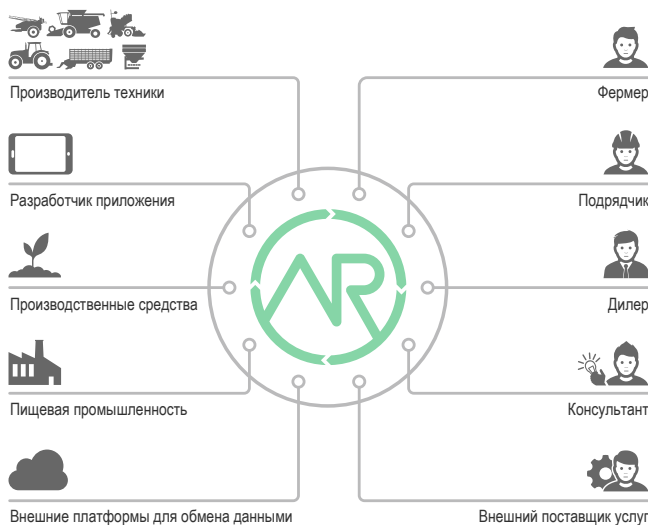 Производитель техники
Фермер
Разработчик приложения
Подрядчик
AR
Производственные средства
Дилер
Пищевая промышленность
Консультант
Внешние платформы для обмена данными
Внешний поставщик услуг